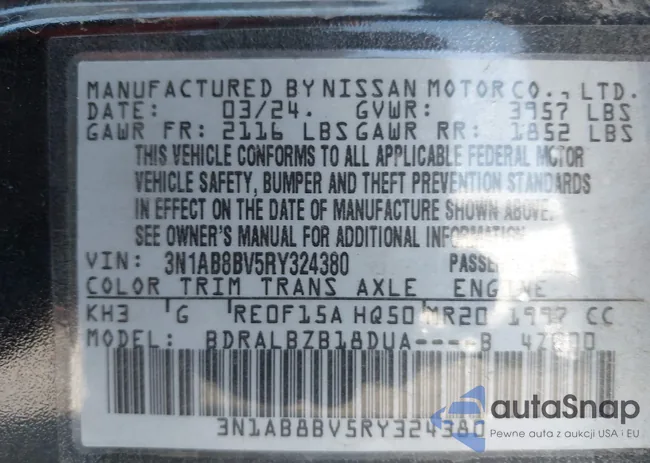 MANUFACTURED BY NISSAN MOTOR CO., LTD.
DATE: 03/24. GVWR: 3957 LBS
GAWR FR: 2116 LBS GAWR RR: 1852 LBS
THIS VEHICLE CONFORMS TO ALL APPLICABLE FEDERAL MOTOR
VEHICLE SAFETY, BUMPER AND THEFT PREVENTION STANDARDS
IN EFFECT ON THE DATE OF MANUFACTURE SHOWN ABOVE.
SEE OWNER'S MANUAL FOR ADDITIONAL INFORMATION
VIN: 3N1AB8BV5RY324380
COLOR TRIM TRANS AXLE ENGINE
KH3 G RE0F15A HQ50 MR20 1997 CC
MODEL: BDRALBZB18DUA----B
3N1AB8BV5RY324380
autoSnap
Pewne auta z aukcji USA i EU